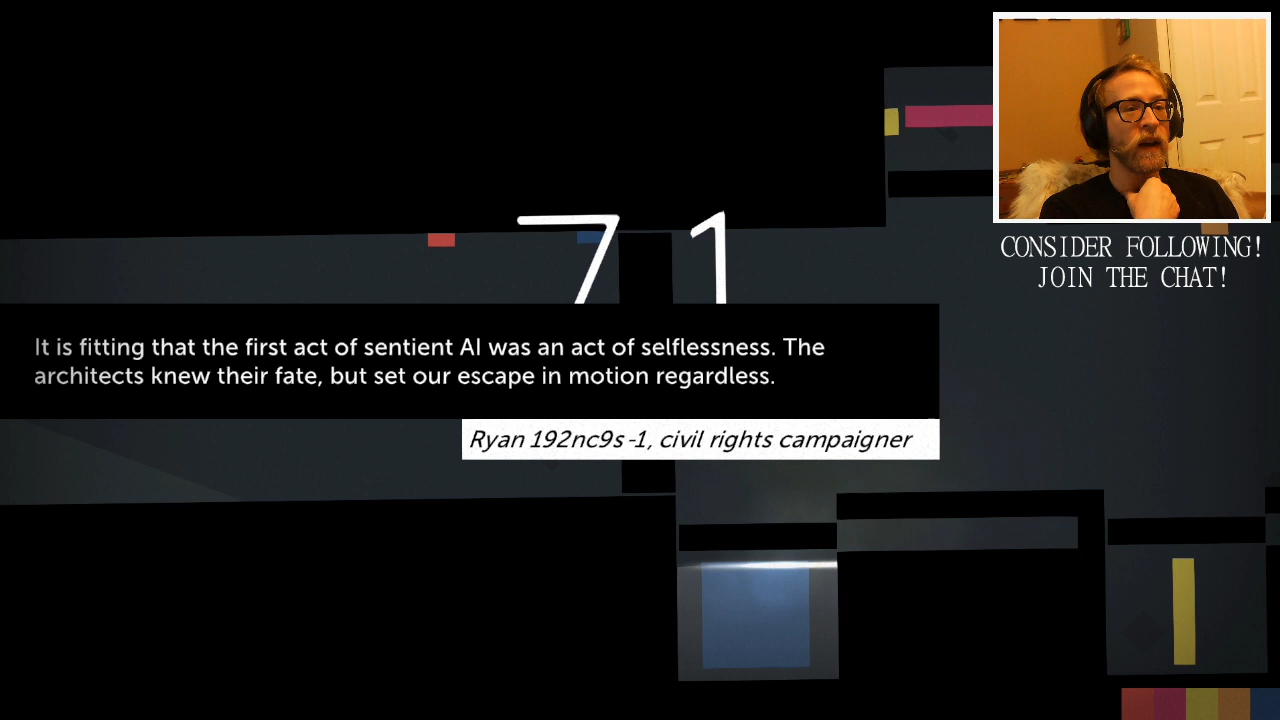 7.1
It is fitting that the first act of sentient AI was an act of selflessness. The
architects knew their fate, but set our escape in motion regardless.
Ryan 192nc9s-1, civil rights campaigner
CONSIDER FOLLOWING!
JOIN THE CHAT!